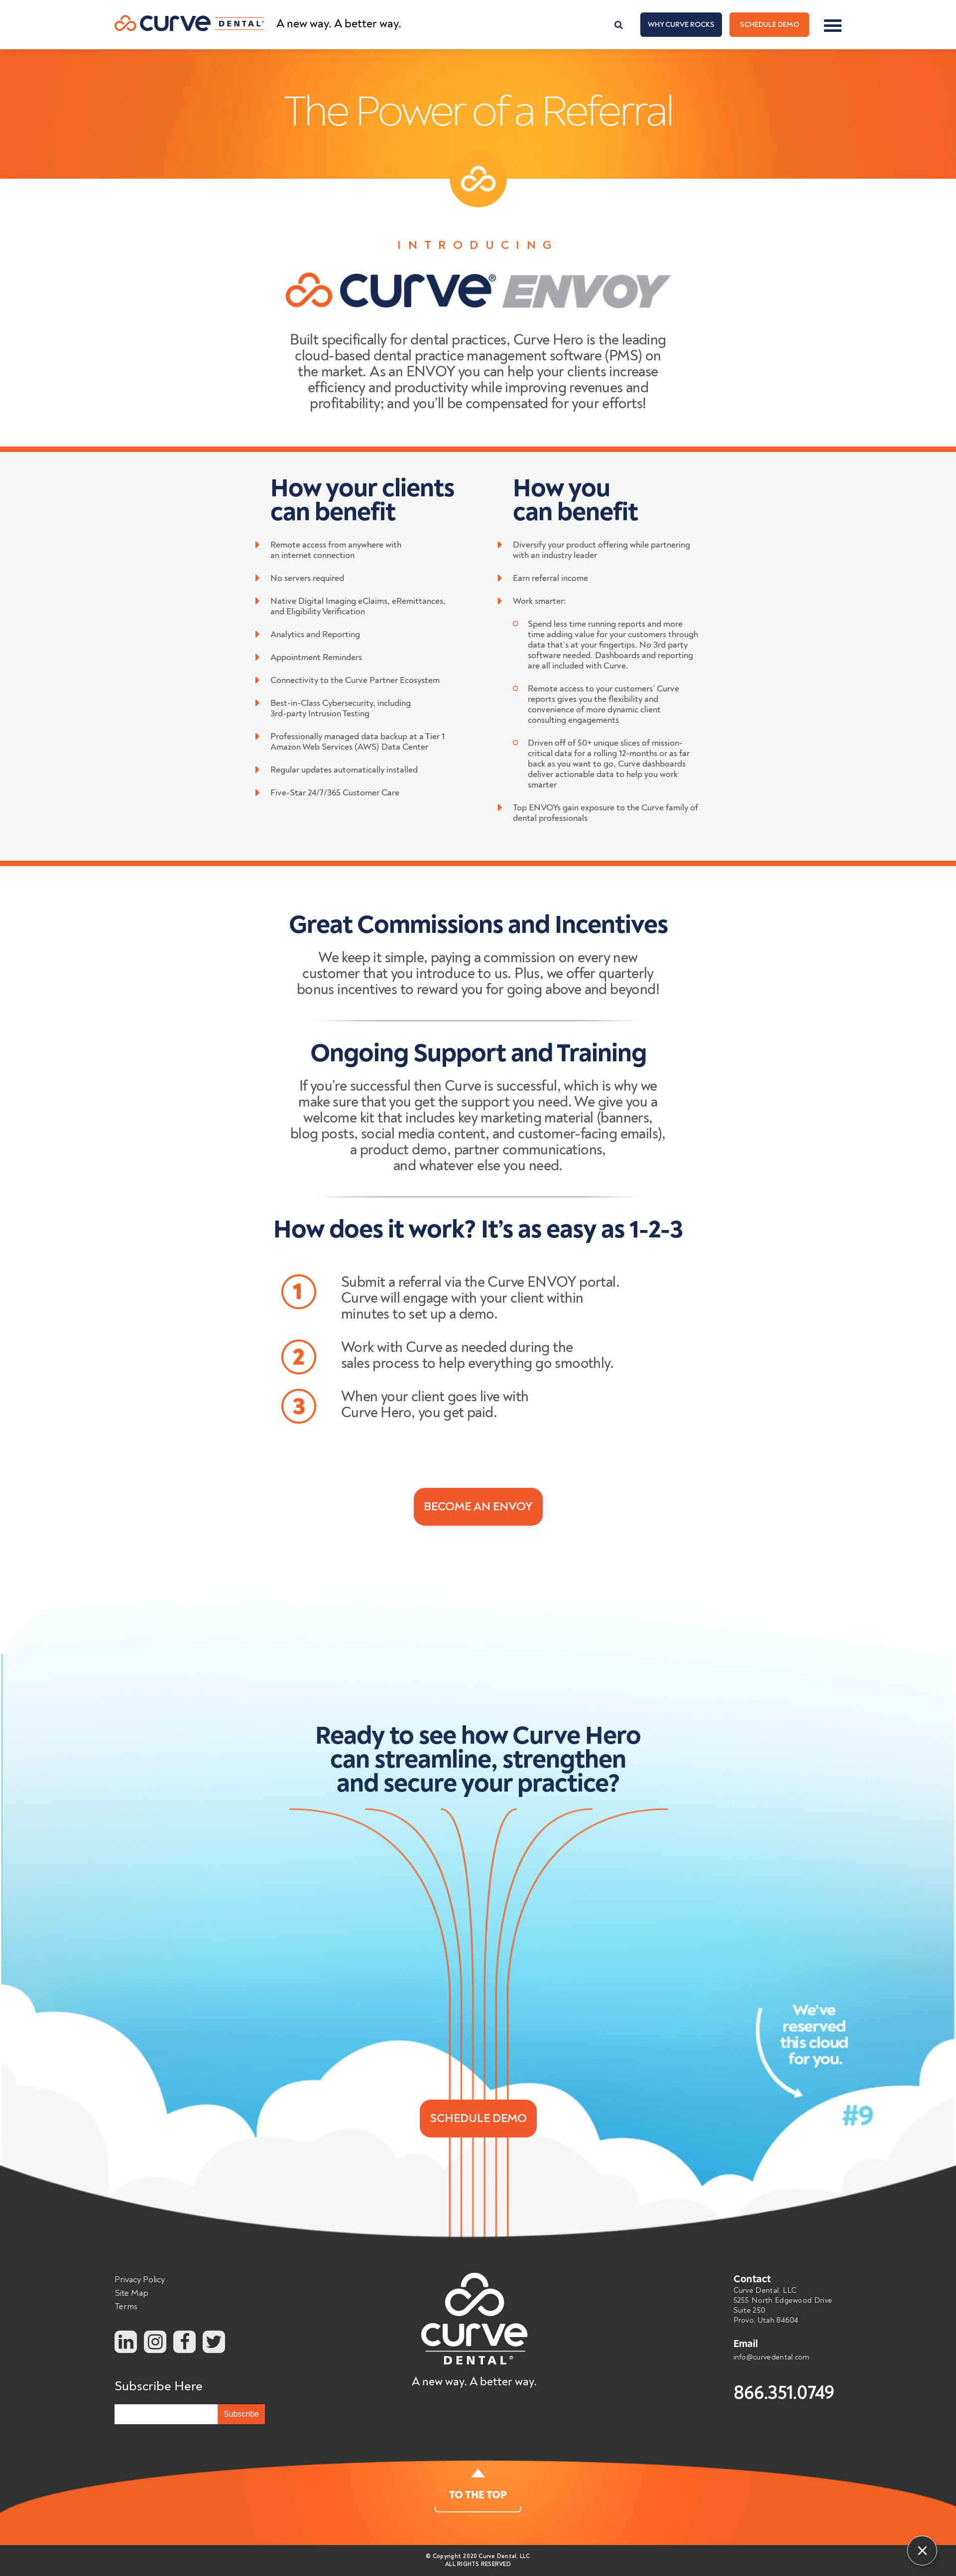 curve DENTAL®
A new way. A better way.
WHY CURVE ROCKS
SCHEDULE DEMO
The Power of a Referral
INTRODUCING
curve® ENVOY
Built specifically for dental practices, Curve Hero is the leading
cloud-based dental practice management software (PMS) on
the market. As an ENVOY you can help your clients increase
efficiency and productivity while improving revenues and
profitability; and you'll be compensated for your efforts!
How your clients
can benefit
Remote access from anywhere with
an internet connection
No servers required
Native Digital Imaging eClaims, eRemittances,
and Eligibility Verification
Analytics and Reporting
Appointment Reminders
Connectivity to the Curve Partner Ecosystem
Best-in-Class Cybersecurity, including
3rd-party Intrusion Testing
Professionally managed data backup at a Tier 1
Amazon Web Services (AWS) Data Center
Regular updates automatically installed
Five-Star 24/7/365 Customer Care
How you
can benefit
Diversify your product offering while partnering
with an industry leader
Earn referral income
Work smarter:
Spend less time running reports and more
time adding value for your customers through
data that's at your fingertips. No 3rd party
software needed. Dashboards and reporting
are all included with Curve.
Remote access to your customers' Curve
reports gives you the flexibility and
convenience of more dynamic client
consulting engagements
Driven off of 50+ unique slices of mission-
critical data for a rolling 12-months or as far
back as you want to go, Curve dashboards
deliver actionable data to help you work
smarter
Top ENVOYs gain exposure to the Curve family of
dental professionals
Great Commissions and Incentives
We keep it simple, paying a commission on every new
customer that you introduce to us. Plus, we offer quarterly
bonus incentives to reward you for going above and beyond!
Ongoing Support and Training
If you're successful then Curve is successful, which is why we
make sure that you get the support you need. We give you a
welcome kit that includes key marketing material (banners,
blog posts, social media content, and customer-facing emails),
a product demo, partner communications,
and whatever else you need.
How does it work? It's as easy as 1-2-3
1
Submit a referral via the Curve ENVOY portal.
Curve will engage with your client within
minutes to set up a demo.
2
Work with Curve as needed during the
sales process to help everything go smoothly.
3
When your client goes live with
Curve Hero, you get paid.
BECOME AN ENVOY
Ready to see how Curve Hero
can streamline, strengthen
and secure your practice?
We've
reserved
this cloud
for you.
#9
SCHEDULE DEMO
Privacy Policy
Site Map
Terms
Subscribe Here
Subscribe
curve
DENTAL®
A new way. A better way.
Contact
Curve Dental, LLC
5255 North Edgewood Drive
Suite 250
Provo, Utah 84604
Email
info@curvedental.com
866.351.0749
TO THE TOP
© Copyright 2020 Curve Dental, LLC
ALL RIGHTS RESERVED